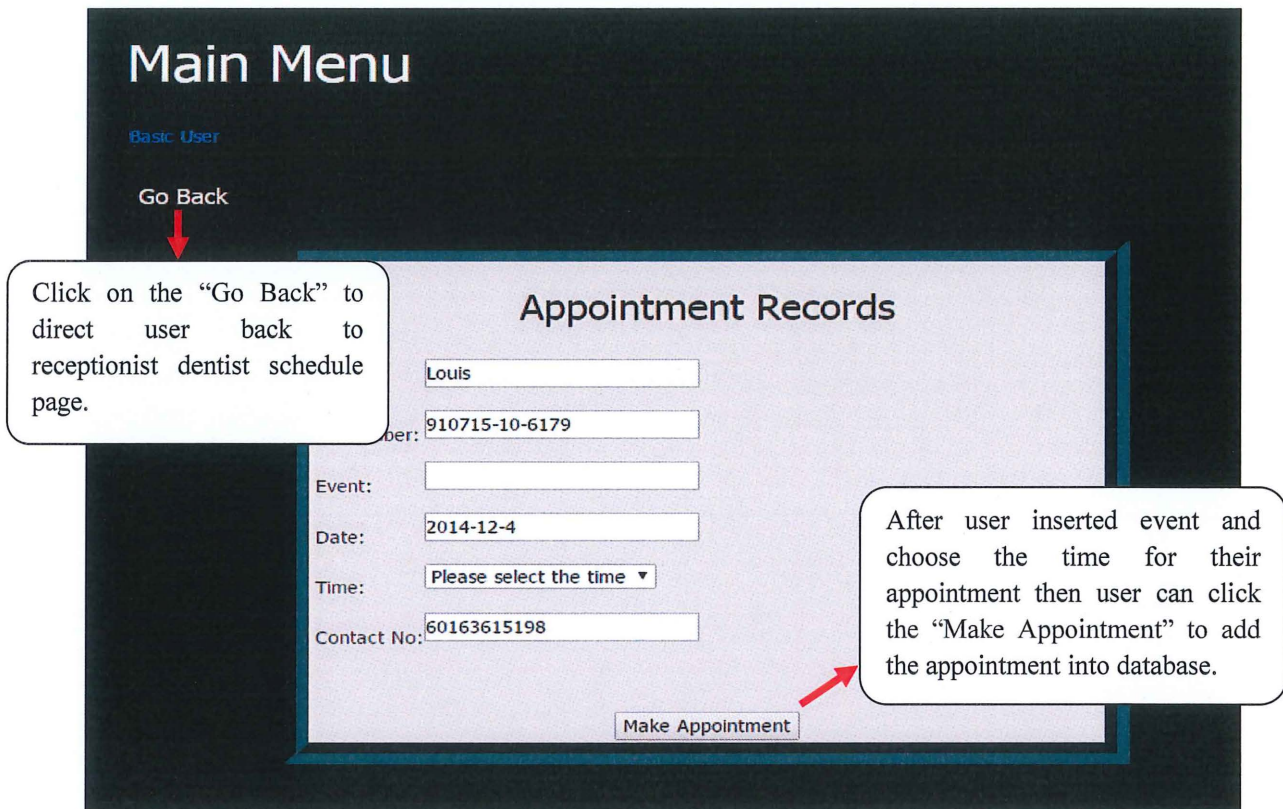 Main Menu
Basic User
Go Back
Click on the “Go Back” to
direct user back to
receptionist dentist schedule
page.
Appointment Records
Louis
ber: 910715-10-6179
Event:
Date: 2014-12-4
Time: Please select the time
Contact No: 60163615198
After user inserted event and
choose the time for their
appointment then user can click
the “Make Appointment” to add
the appointment into database.
Make Appointment